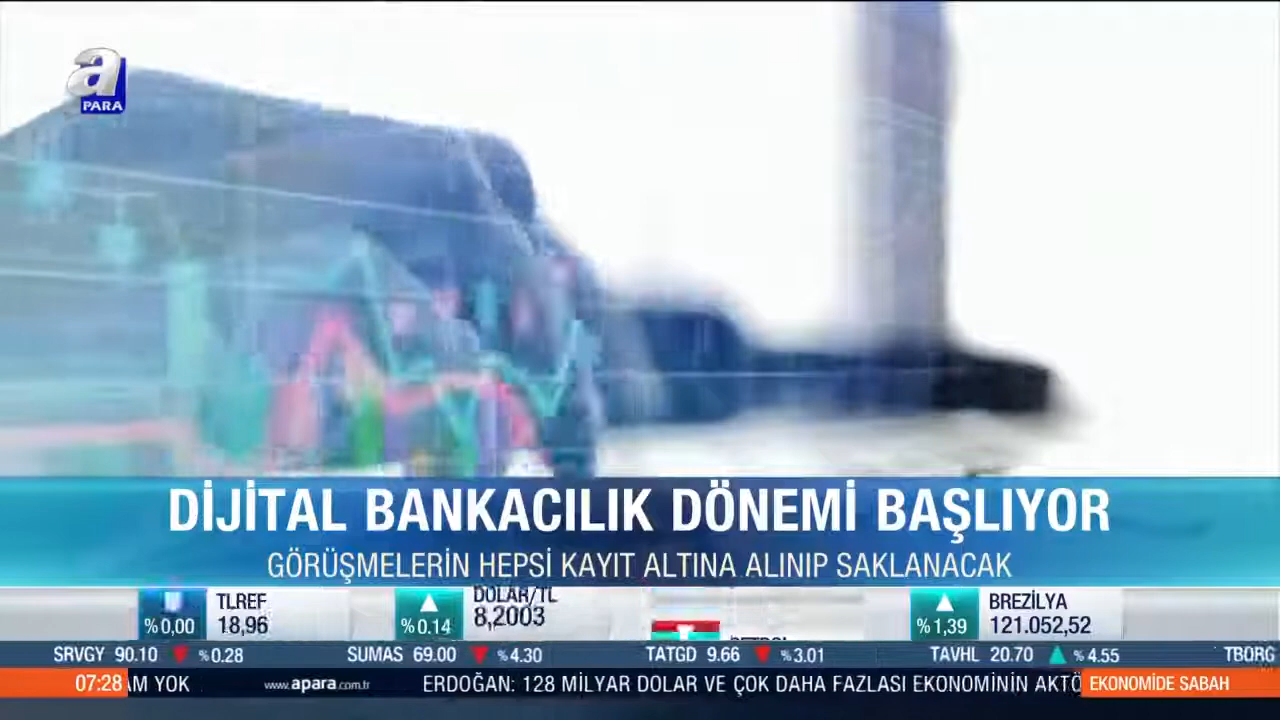 a
PARA
DİJİTAL BANKACILIK DÖNEMİ BAŞLIYOR
GÖRÜŞMELERİN HEPSİ KAYIT ALTINA ALINIP SAKLANACAK
%0,00 TLREF 18,96
%0.14 DOLAR/TL 8,2003
%1,39 BREZİLYA 121.052,52
SRVGY 90.10 %0.28 SUMAS 69.00 %4.30 TATGD 9.66 %3.01 TAVHL 20.70 %4.55 TBORG
07:28 AM YOK www.apara.com.tr ERDOĞAN: 128 MİLYAR DOLAR VE ÇOK DAHA FAZLASI EKONOMİNİN AKTÖ EKONOMİDE SABAH